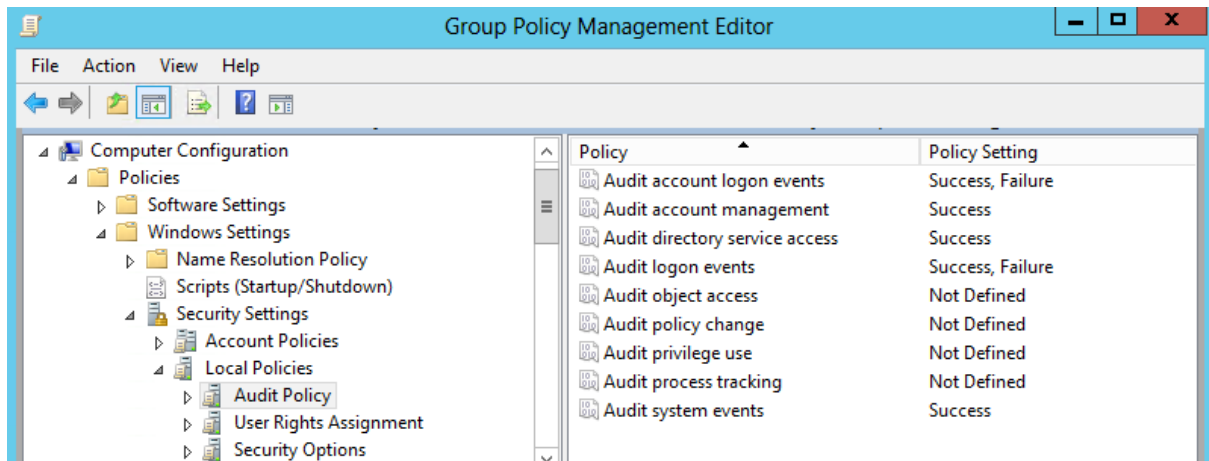 Group Policy Management Editor
File Action View Help
Computer Configuration
Policies
Software Settings
Windows Settings
Name Resolution Policy
Scripts (Startup/Shutdown)
Security Settings
Account Policies
Local Policies
Audit Policy
User Rights Assignment
Security Options
Policy Policy Setting
Audit account logon events Success, Failure
Audit account management Success
Audit directory service access Success
Audit logon events Success, Failure
Audit object access Not Defined
Audit policy change Not Defined
Audit privilege use Not Defined
Audit process tracking Not Defined
Audit system events Success